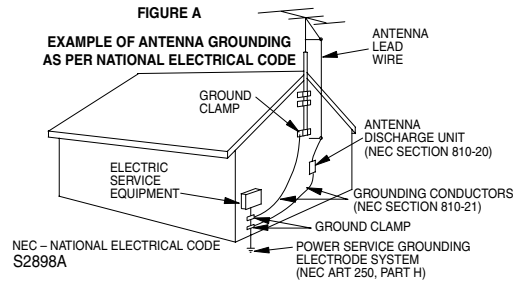 FIGURE A
EXAMPLE OF ANTENNA GROUNDING
AS PER NATIONAL ELECTRICAL CODE
ANTENNA
LEAD
WIRE
GROUND
CLAMP
ANTENNA
DISCHARGE UNIT
(NEC SECTION 810-20)
ELECTRIC
SERVICE
EQUIPMENT
GROUNDING CONDUCTORS
(NEC SECTION 810-21)
GROUND CLAMP
POWER SERVICE GROUNDING
ELECTRODE SYSTEM
(NEC ART 250, PART H)
NEC – NATIONAL ELECTRICAL CODE
S2898A